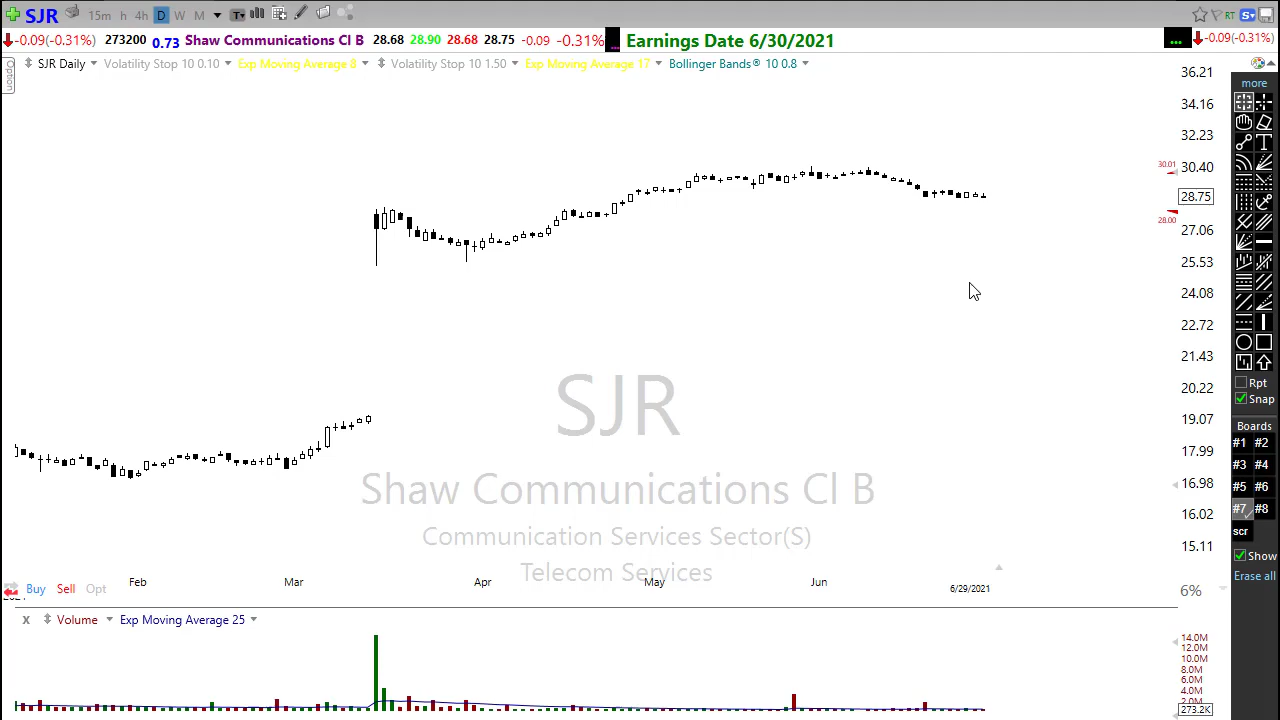 SJR 15m h 4h D W M T RT S
-0.09(-0.31%) 273200 0.73 Shaw Communications Cl B 28.68 28.90 28.68 28.75 -0.09 -0.31% ... Earnings Date 6/30/2021 ... -0.09(-0.31%)
Option SJR Daily Volatility Stop 10 0.10 Exp Moving Average 8 Volatility Stop 10 1.50 Exp Moving Average 17 Bollinger Bands® 10 0.8
36.21
more
34.16
32.23
30.40
30.01
28.75
28.00
27.06
25.53
24.08
22.72
21.43
20.22
19.07
17.99
16.98
16.02
15.11
Rpt
Snap
Boards
#1 #2
#3 #4
#5 #6
#7 #8
scr
Show
Erase all
SJR
Shaw Communications Cl B
Communication Services Sector(S)
Telecom Services
Feb Mar Apr May Jun 6/29/2021
Buy Sell Opt 6%
X Volume Exp Moving Average 25
14.0M
12.0M
10.0M
8.0M
6.0M
4.0M
2.0M
273.2K